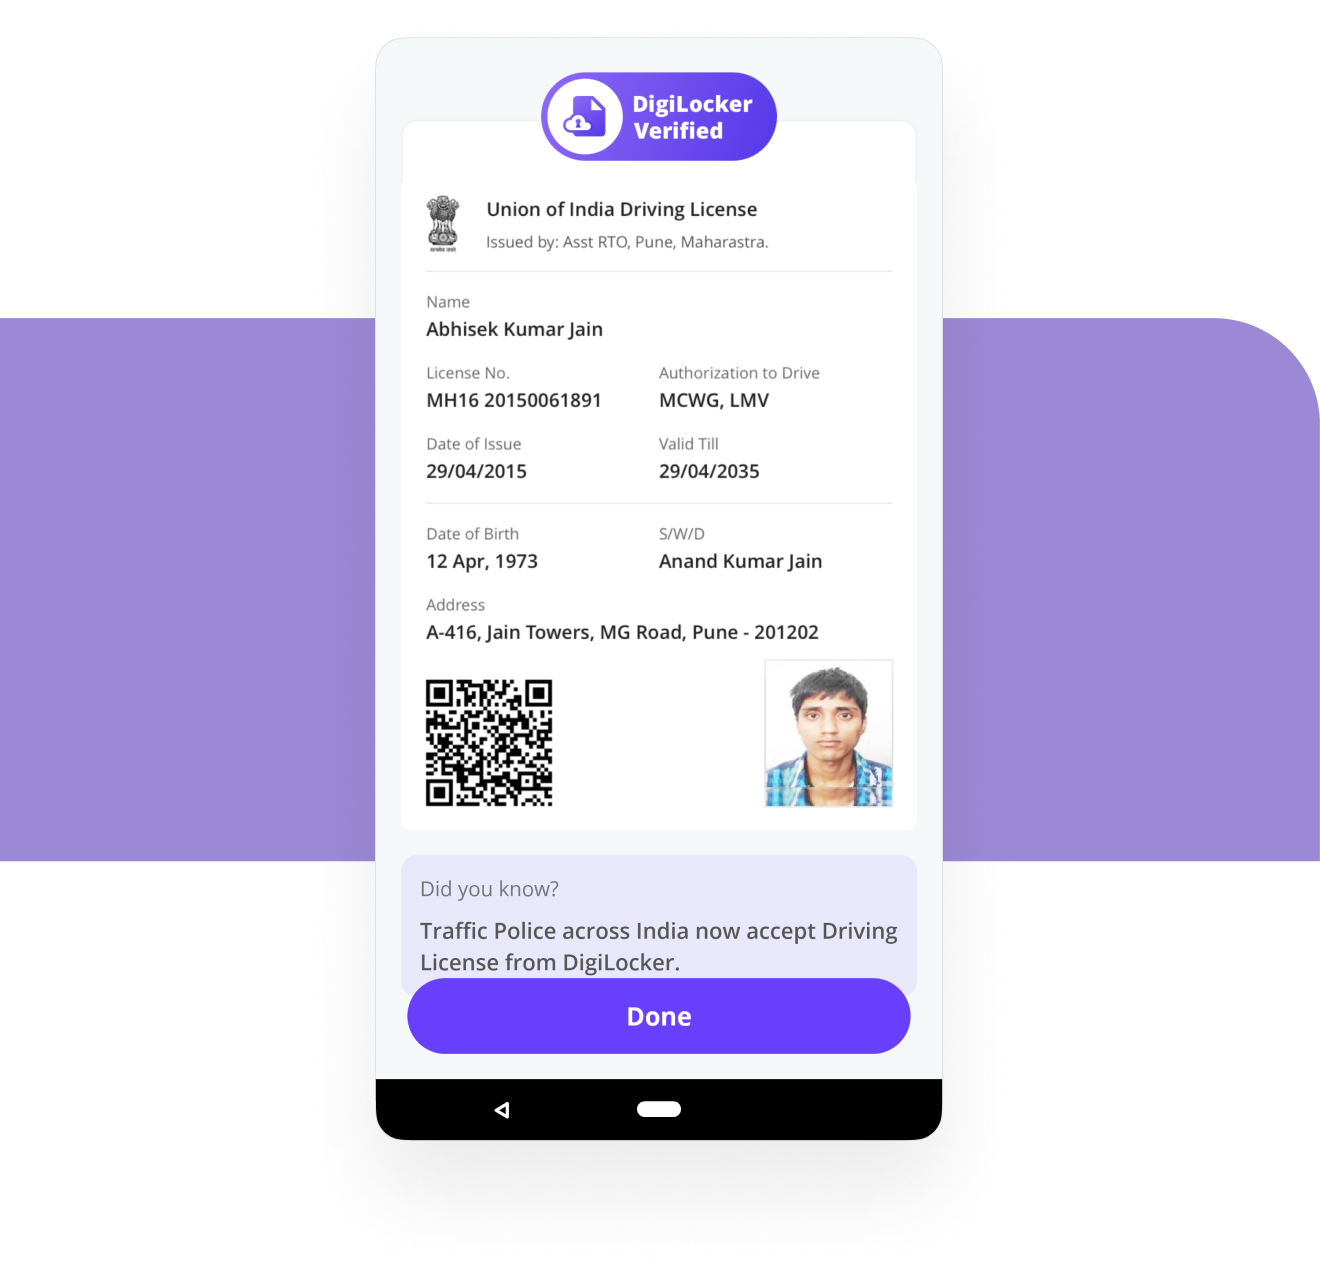 DigiLocker
Verified
Union of India Driving License
Issued by: Asst RTO, Pune, Maharastra.
Name
Abhisek Kumar Jain
License No.
Authorization to Drive
MH16 20150061891
MCWG, LMV
Date of Issue
Valid Till
29/04/2015
29/04/2035
Date of Birth
S/W/D
12 Apr, 1973
Anand Kumar Jain
Address
A-416, Jain Towers, MG Road, Pune - 201202
Did you know?
Traffic Police across India now accept Driving
License from DigiLocker.
Done